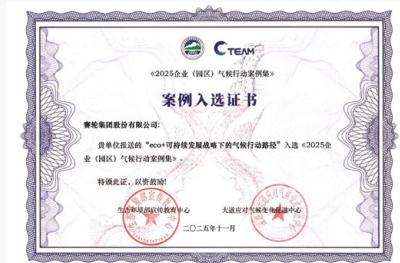 CTEAM
《2025企业（园区）气候行动案例集》
案例入选证书
赛轮集团股份有限公司:
贵单位报送的“eco+可持续发展战略下的气候行动路径”入选《2025企
业（园区）气候行动案例集》。
特颁此证，以资鼓励!
生态环境部宣传教育中心 大道应对气候变化促进中心
二〇二五年十一月